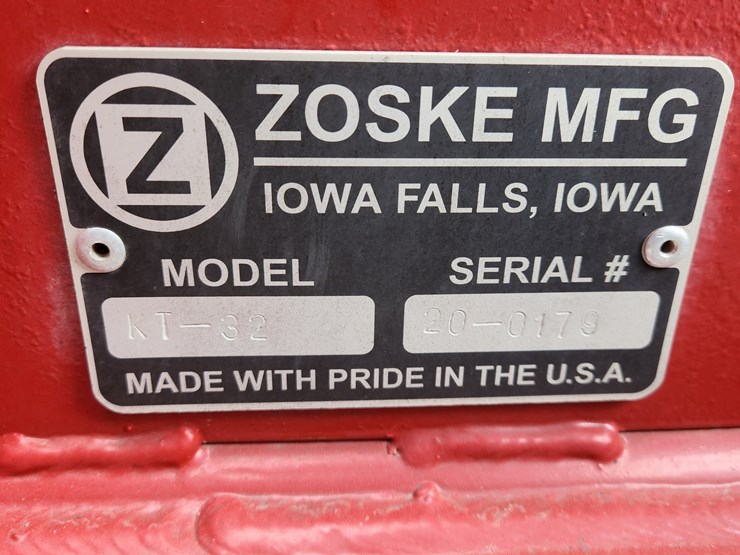 Z
ZOSKE MFG
IOWA FALLS, IOWA
MODEL SERIAL #
KT-32 20-0179
MADE WITH PRIDE IN THE U.S.A.